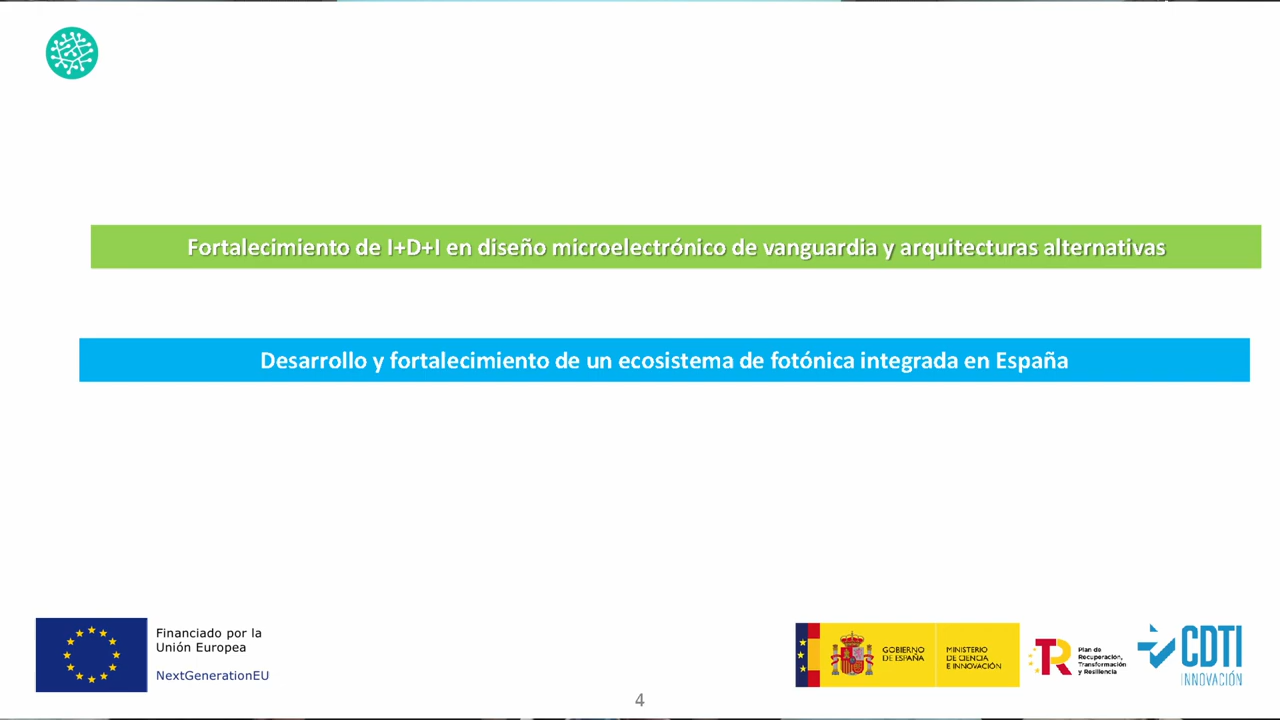 Fortalecimiento de I+D+I en diseño microelectrónico de vanguardia y arquitecturas alternativas
Desarrollo y fortalecimiento de un ecosistema de fotónica integrada en España
Financiado por la
Unión Europea
NextGenerationEU
GOBIERNO
DE ESPAÑA
MINISTERIO
DE CIENCIA
E INNOVACIÓN
TR
Plan de
Recuperación,
Transformación
y Resiliencia
CDTI
INNOVACIÓN
4